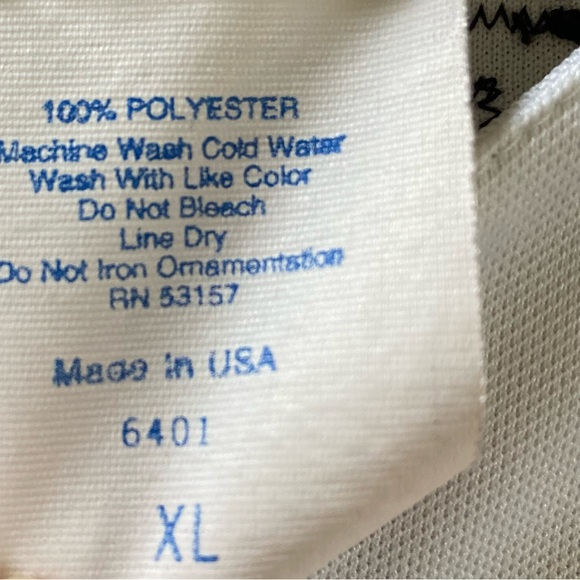 100% POLYESTER
Machine Wash Cold Water
Wash With Like Color
Do Not Bleach
Line Dry
Do Not Iron Ornamentation
RN 53157
Made in USA
6401
XL